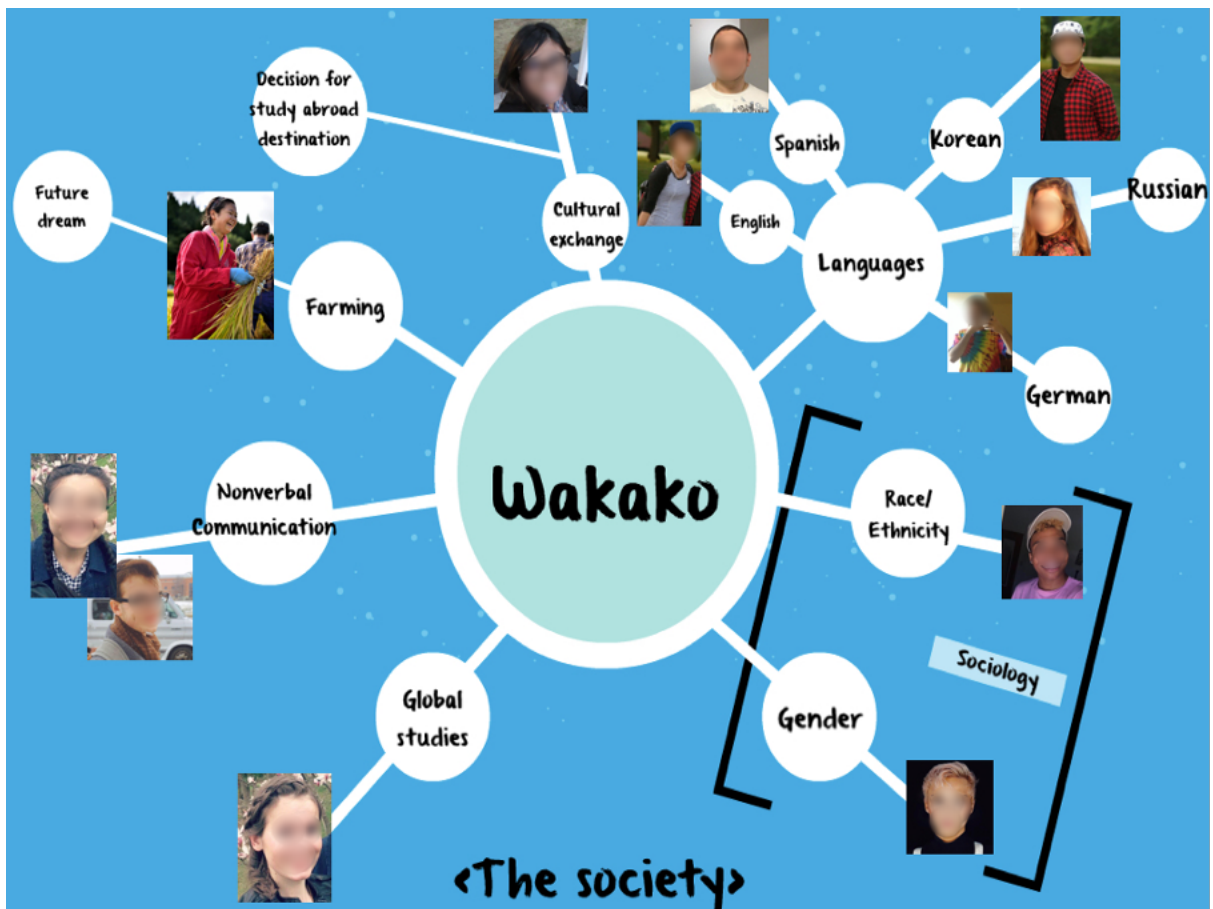 Decision for
study abroad
destination
Future
dream
Farming
Cultural
exchange
Spanish
English
Korean
Russian
Languages
German
Nonverbal
Communication
Wakako
Race/
Ethnicity
Sociology
Global
studies
Gender
<The society>